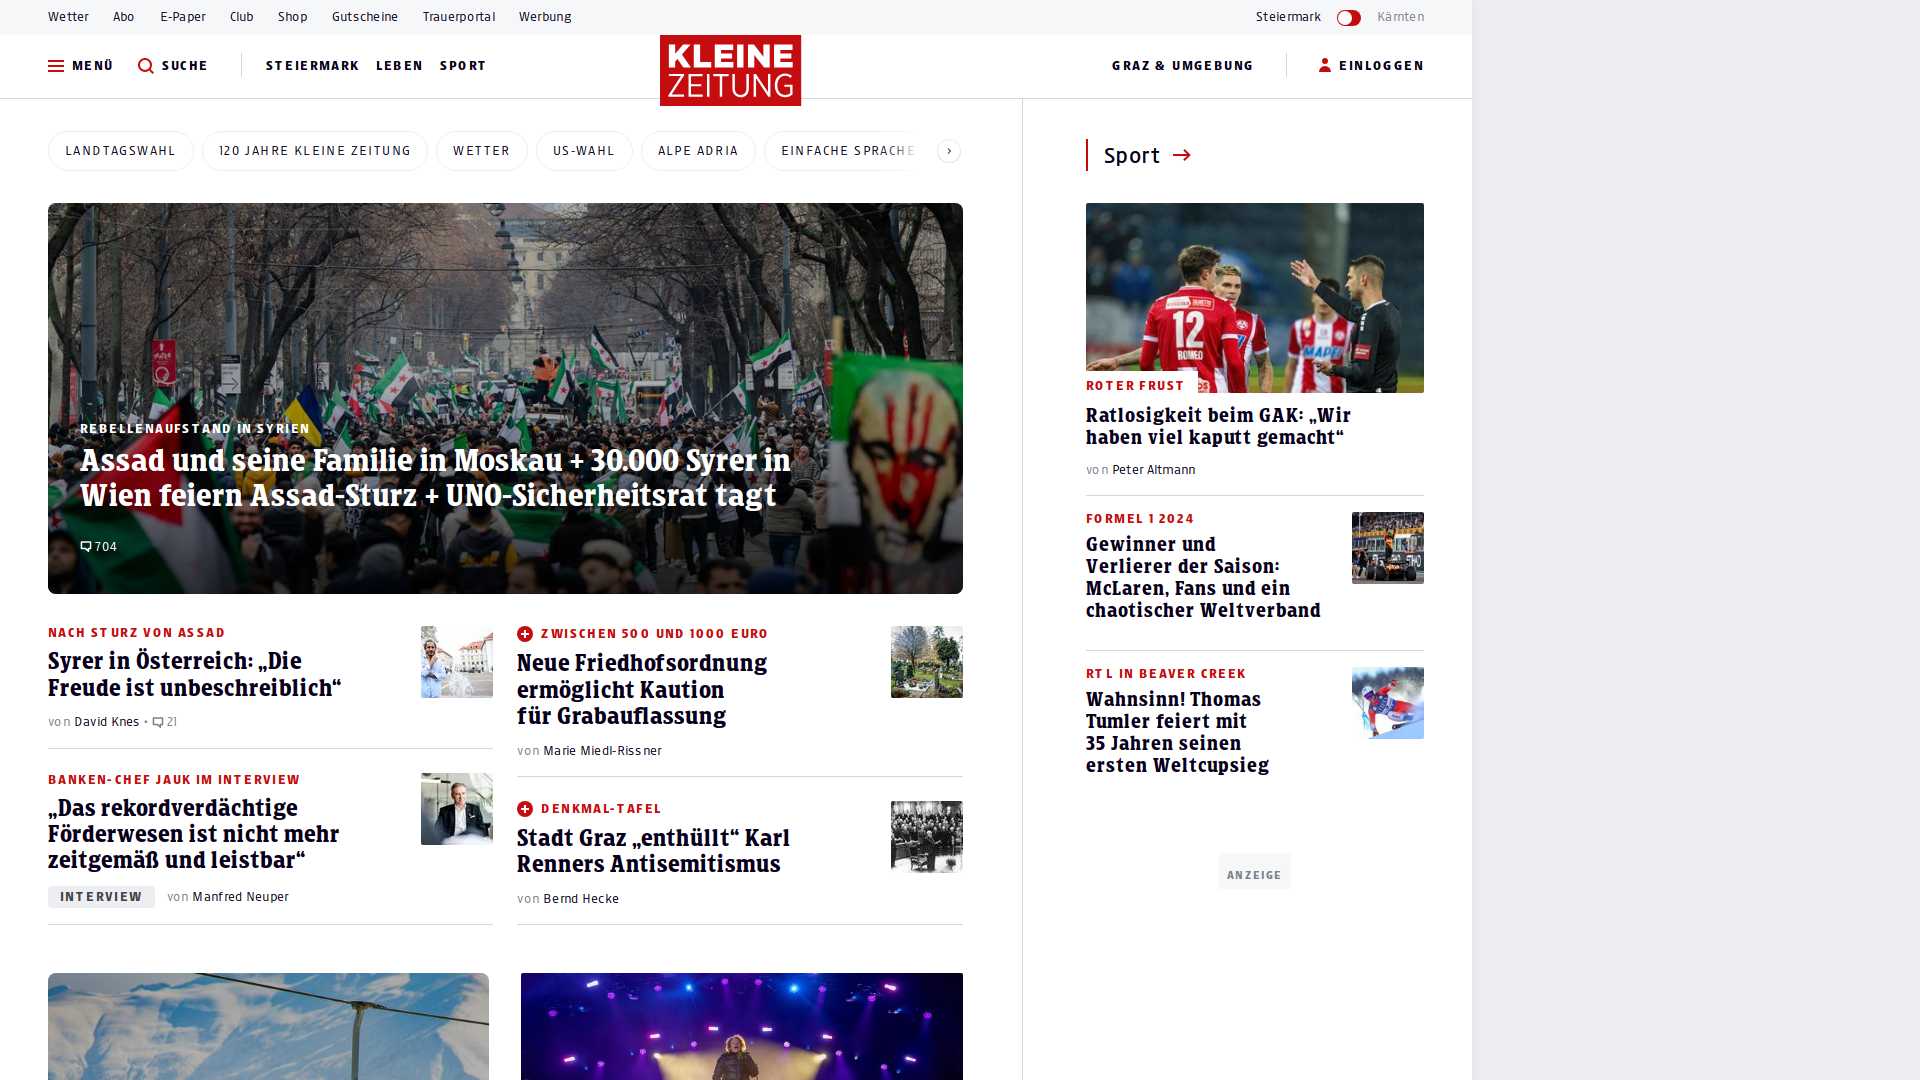 Wetter Abo E-Paper Club Shop Gutscheine Trauerportal Werbung Steiermark Kärnten
MENÜ SUCHE STEIERMARK LEBEN SPORT KLEINE ZEITUNG GRAZ & UMGEBUNG EINLOGGEN
LANDTAGSWAHL 120 JAHRE KLEINE ZEITUNG WETTER US-WAHL ALPE ADRIA EINFACHE SPRACHE
REBELLENAUFSTAND IN SYRIEN
Assad und seine Familie in Moskau + 30.000 Syrer in
Wien feiern Assad-Sturz + UNO-Sicherheitsrat tagt
704
NACH STURZ VON ASSAD
Syrer in Österreich: „Die
Freude ist unbeschreiblich“
von David Knes • 21
BANKEN-CHEF JAUK IM INTERVIEW
„Das rekordverdächtige
Förderwesen ist nicht mehr
zeitgemäß und leistbar“
INTERVIEW von Manfred Neuper
ZWISCHEN 500 UND 1000 EURO
Neue Friedhofsordnung
ermöglicht Kaution
für Grabauflassung
von Marie Miedl-Rissner
DENKMAL-TAFEL
Stadt Graz „enthüllt“ Karl
Renners Antisemitismus
von Bernd Hecke
Sport
12
ROMEO
MAPEI
ROTER FRUST
Ratlosigkeit beim GAK: „Wir
haben viel kaputt gemacht“
von Peter Altmann
FORMEL 1 2024
Gewinner und
Verlierer der Saison:
McLaren, Fans und ein
chaotischer Weltverband
RTL IN BEAVER CREEK
Wahnsinn! Thomas
Tumler feiert mit
35 Jahren seinen
ersten Weltcupsieg
ANZEIGE